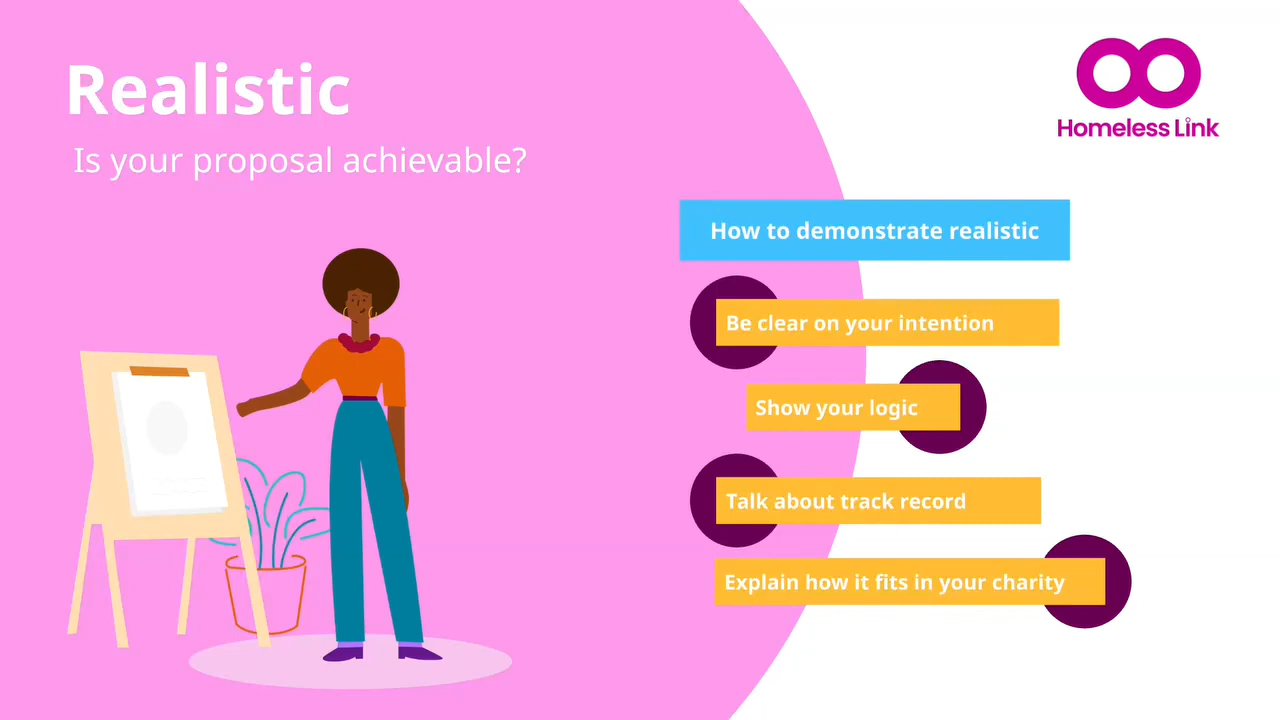 Realistic
Is your proposal achievable?
Homeless Link
How to demonstrate realistic
Be clear on your intention
Show your logic
Talk about track record
Explain how it fits in your charity